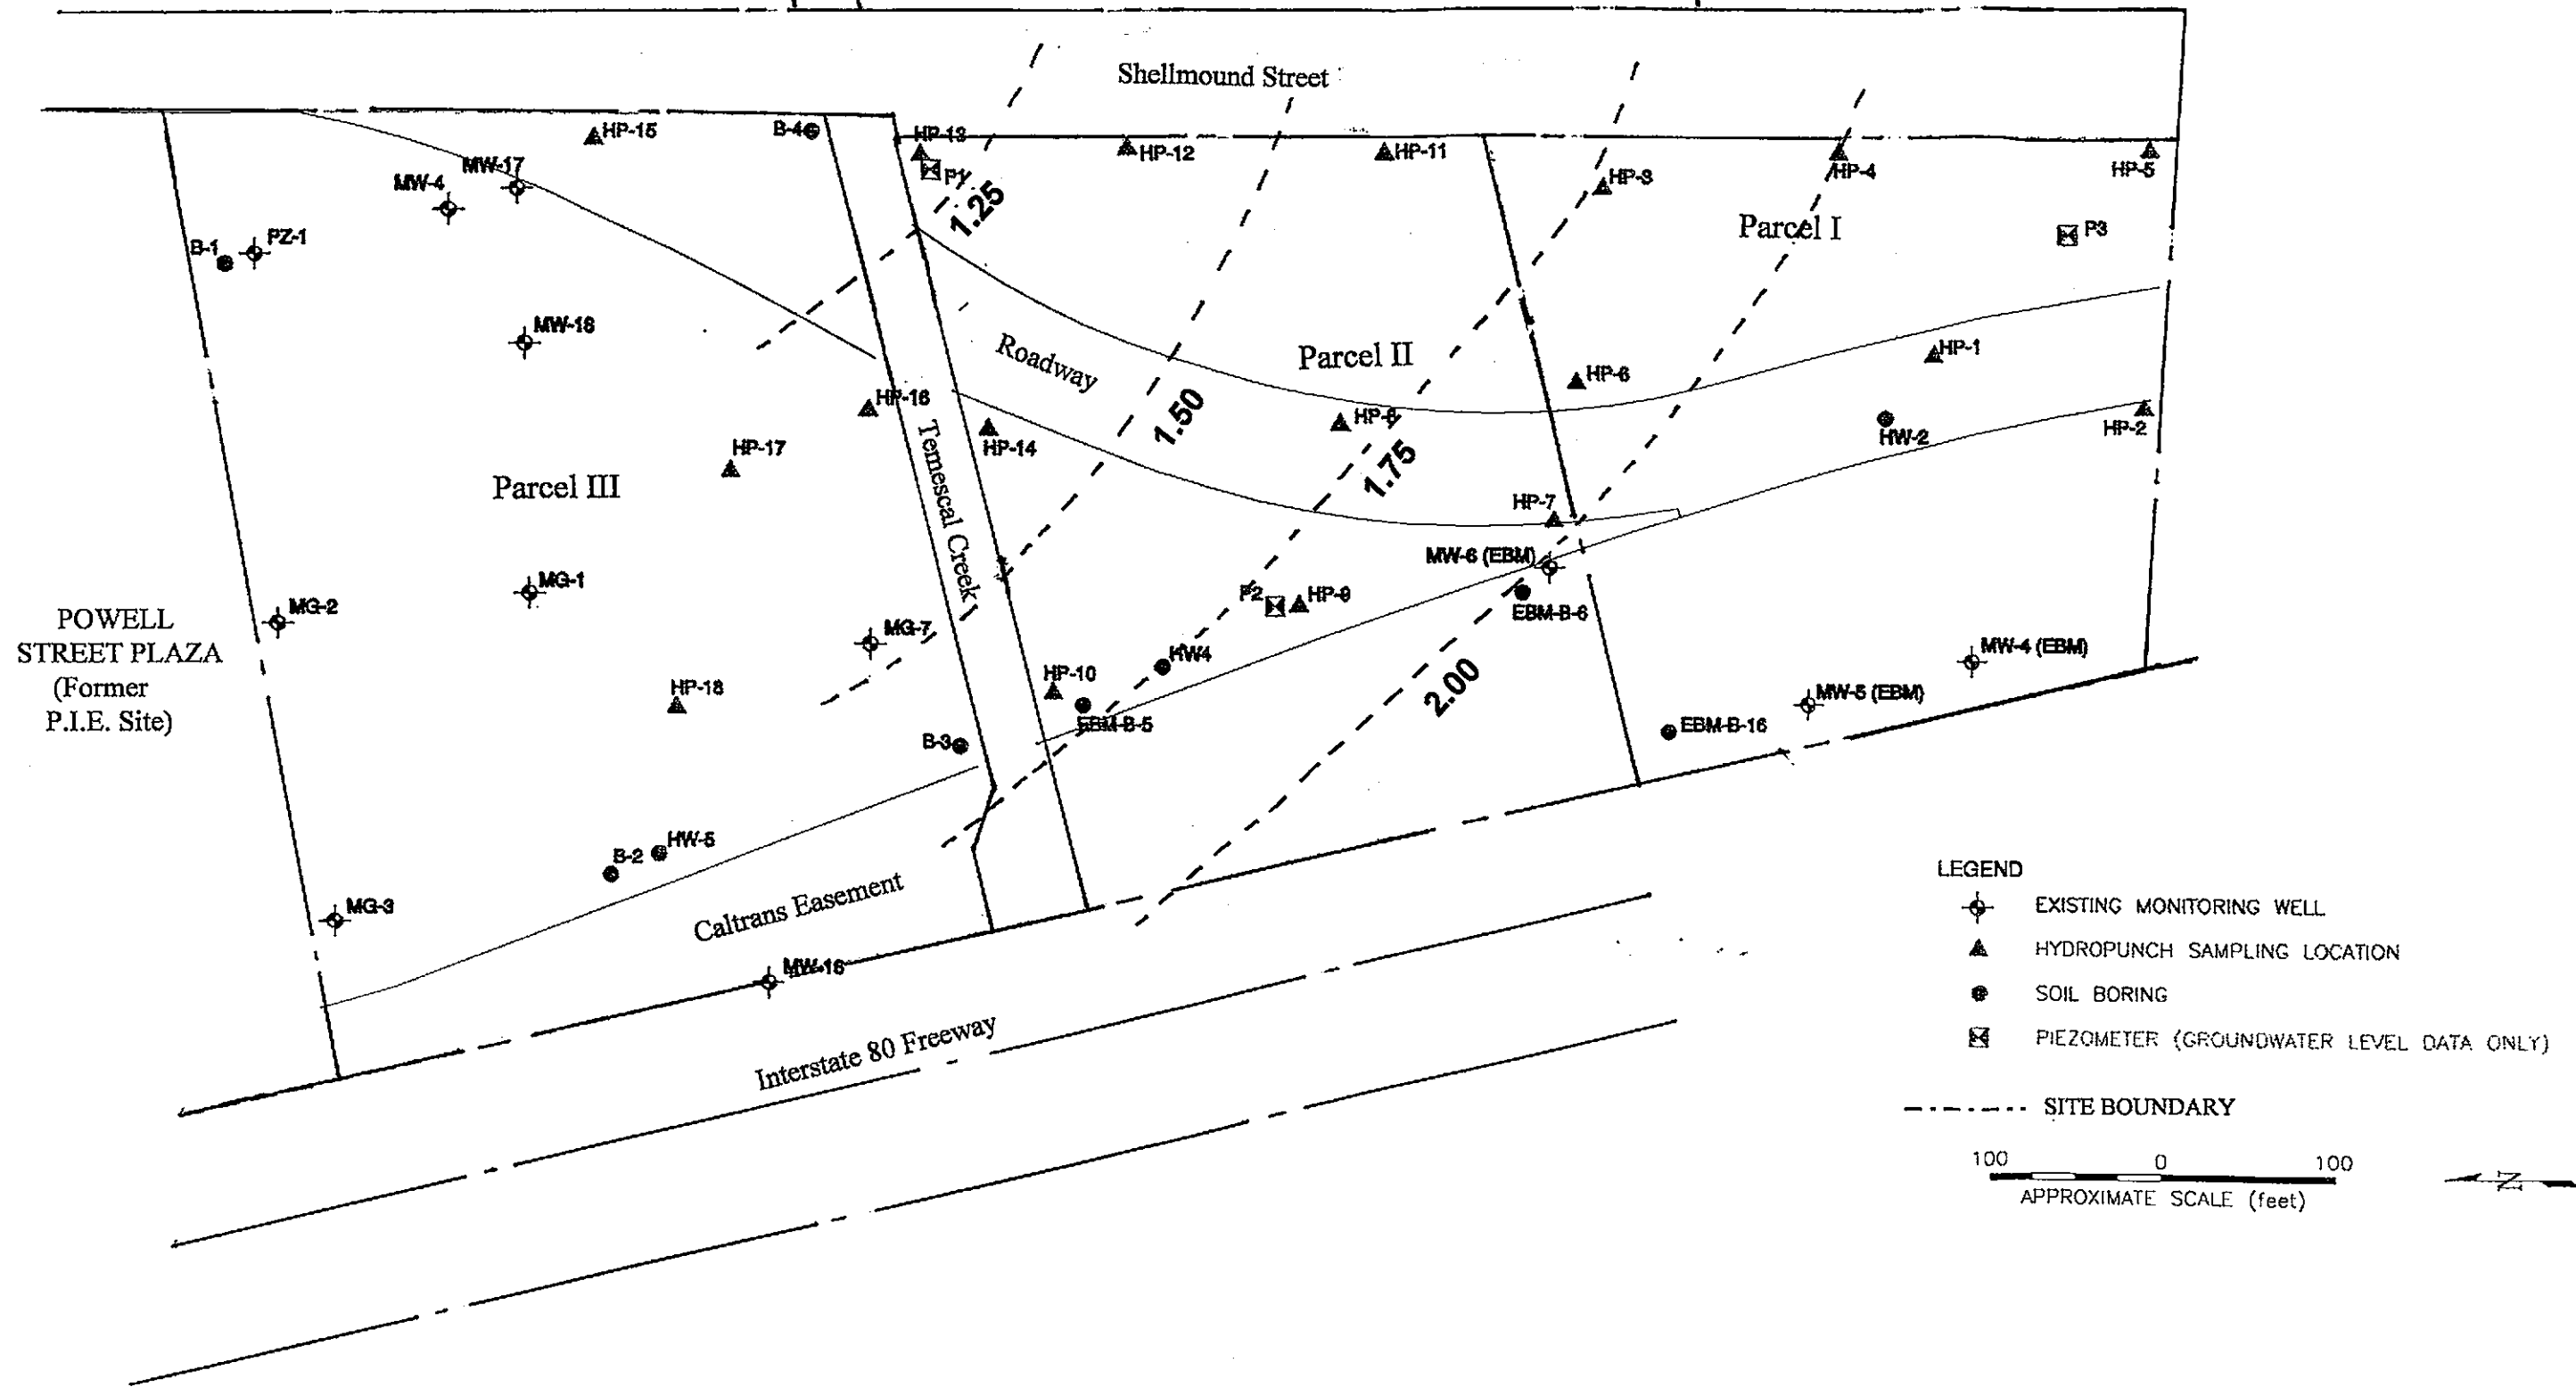 Shellmound Street
HP-15
B-4
HP-13
HP-12
HP-11
HP-4
HP-5
MW-17
MW-4
P1
HP-3
1.25
Parcel I
P3
B-1
PZ-1
MW-18
Roadway
Parcel II
HP-1
HP-6
HP-16
1.50
HP-14
HW-2
HP-2
HP-17
1.75
Parcel III
Temescal Creek
HP-7
MW-6 (EBM)
MG-1
MG-2
P2
HP-9
EBM-B-6
POWELL
STREET PLAZA
(Former
P.I.E. Site)
MG-7
HW4
MW-4 (EBM)
HP-18
HP-10
2.00
MW-5 (EBM)
EBM-B-5
EBM-B-16
B-3
HW-5
B-2
MG-3
Caltrans Easement
MW-16
Interstate 80 Freeway
LEGEND
EXISTING MONITORING WELL
HYDROPUNCH SAMPLING LOCATION
SOIL BORING
PIEZOMETER (GROUNDWATER LEVEL DATA ONLY)
SITE BOUNDARY
100 0 100
APPROXIMATE SCALE (feet)
N